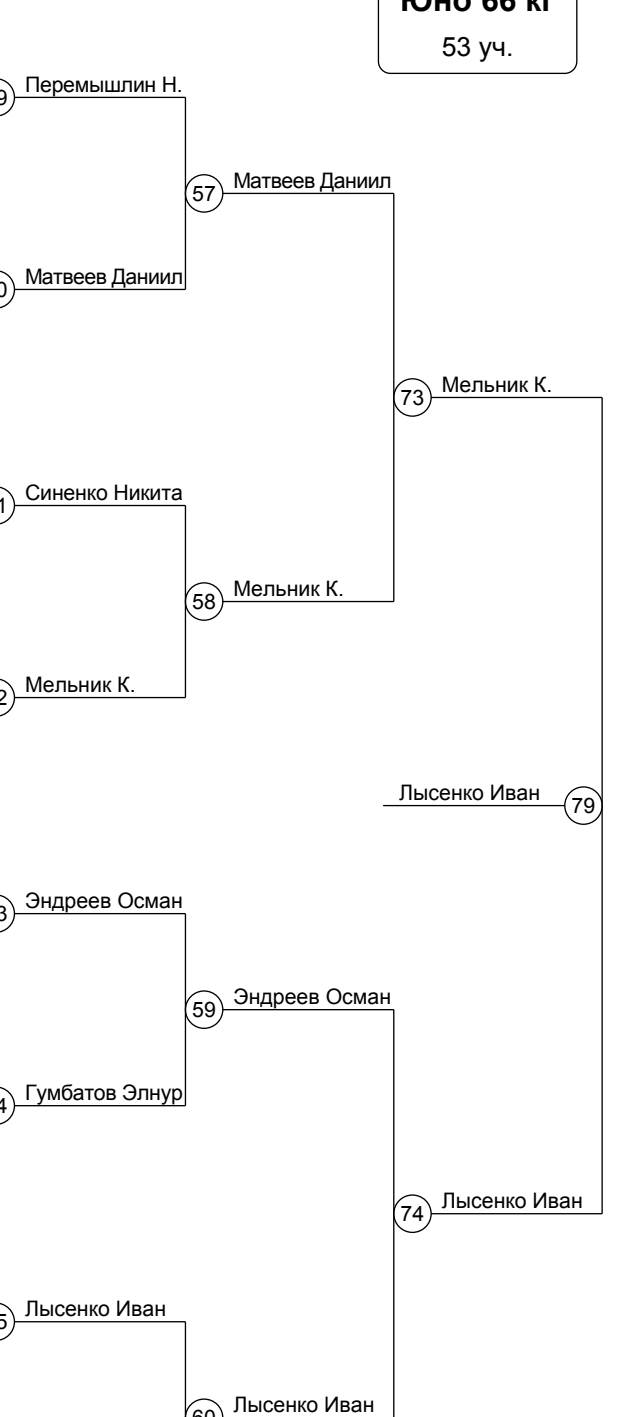 Юно 66 кг
53 уч.
Перемышлин Н.
57 Матвеев Даниил
Матвеев Даниил
73 Мельник К.
Синенко Никита
58 Мельник К.
Мельник К.
Лысенко Иван 79
Эндреев Осман
59 Эндреев Осман
Гумбатов Элнур
74 Лысенко Иван
Лысенко Иван
60 Лысенко Иван